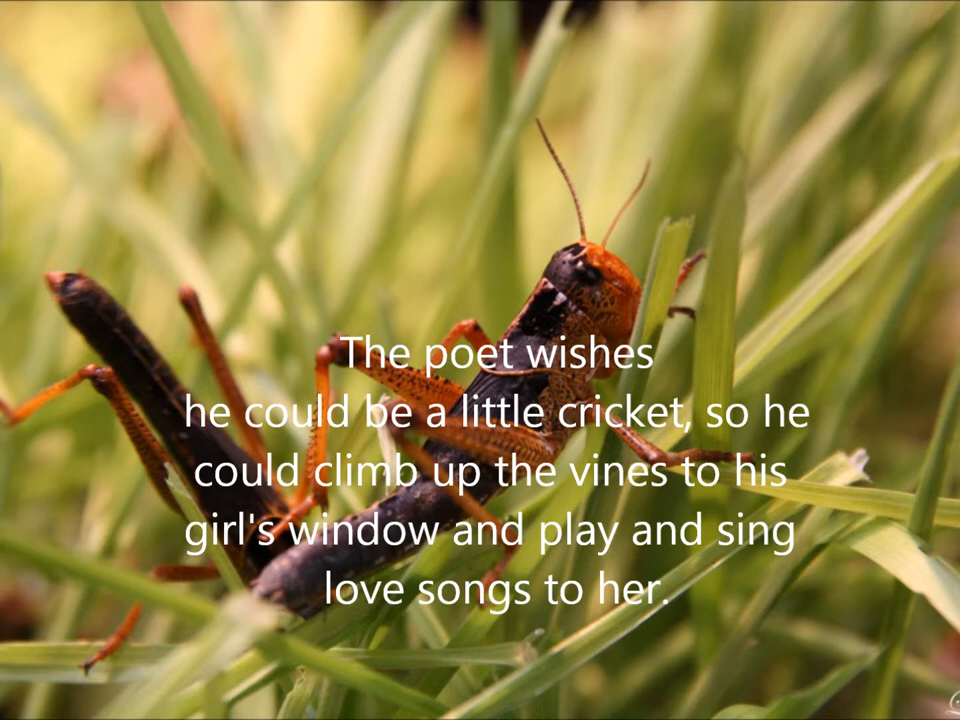 The poet wishes
he could be a little cricket, so he
could climb up the vines to his
girl's window and play and sing
love songs to her.